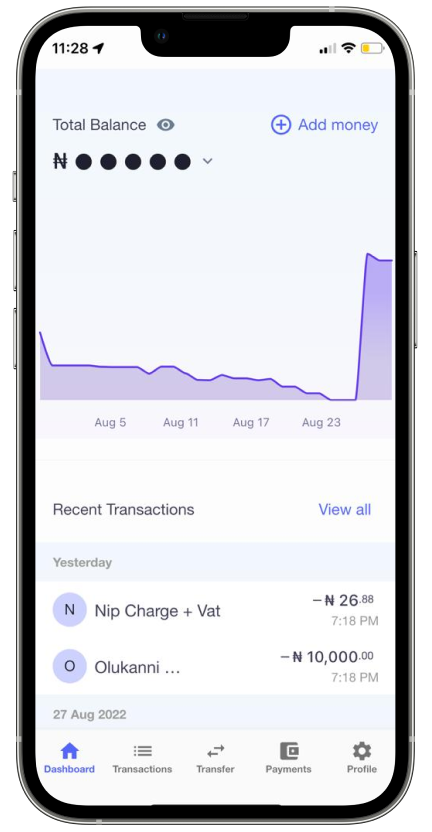 11:28
Total Balance
Add money
₦
Aug 5 Aug 11 Aug 17 Aug 23
Recent Transactions
View all
Yesterday
N
Nip Charge + Vat
– ₦ 26.88
7:18 PM
O
Olukanni ...
– ₦ 10,000.00
7:18 PM
27 Aug 2022
Dashboard Transactions Transfer Payments Profile